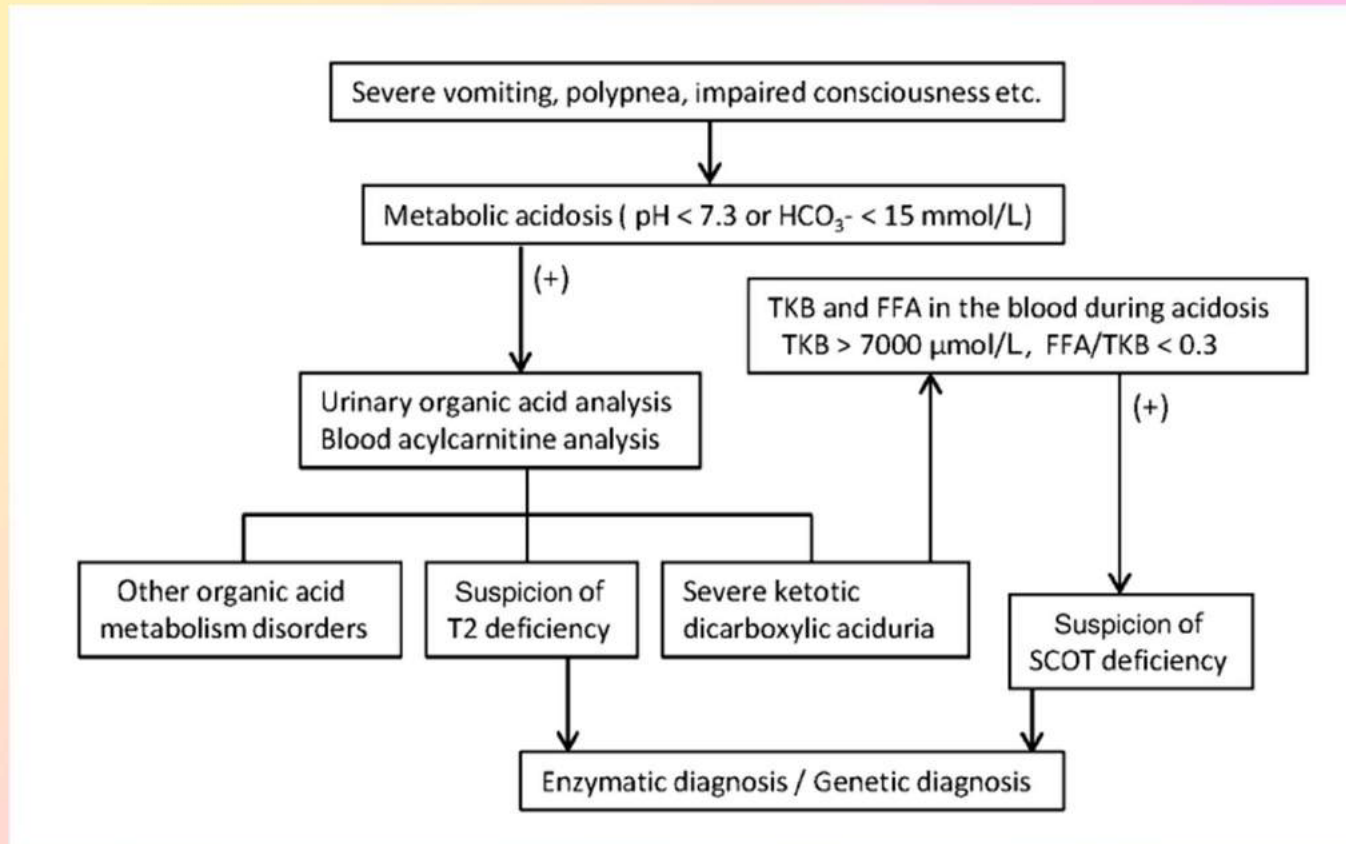 Severe vomiting, polypnea, impaired consciousness etc.
Metabolic acidosis ( pH < 7.3 or HCO₃- < 15 mmol/L)
(+)
TKB and FFA in the blood during acidosis
TKB > 7000 μmol/L, FFA/TKB < 0.3
(+)
Urinary organic acid analysis
Blood acylcarnitine analysis
Other organic acid
metabolism disorders
Suspicion of
T2 deficiency
Severe ketotic
dicarboxylic aciduria
Suspicion of
SCOT deficiency
Enzymatic diagnosis / Genetic diagnosis